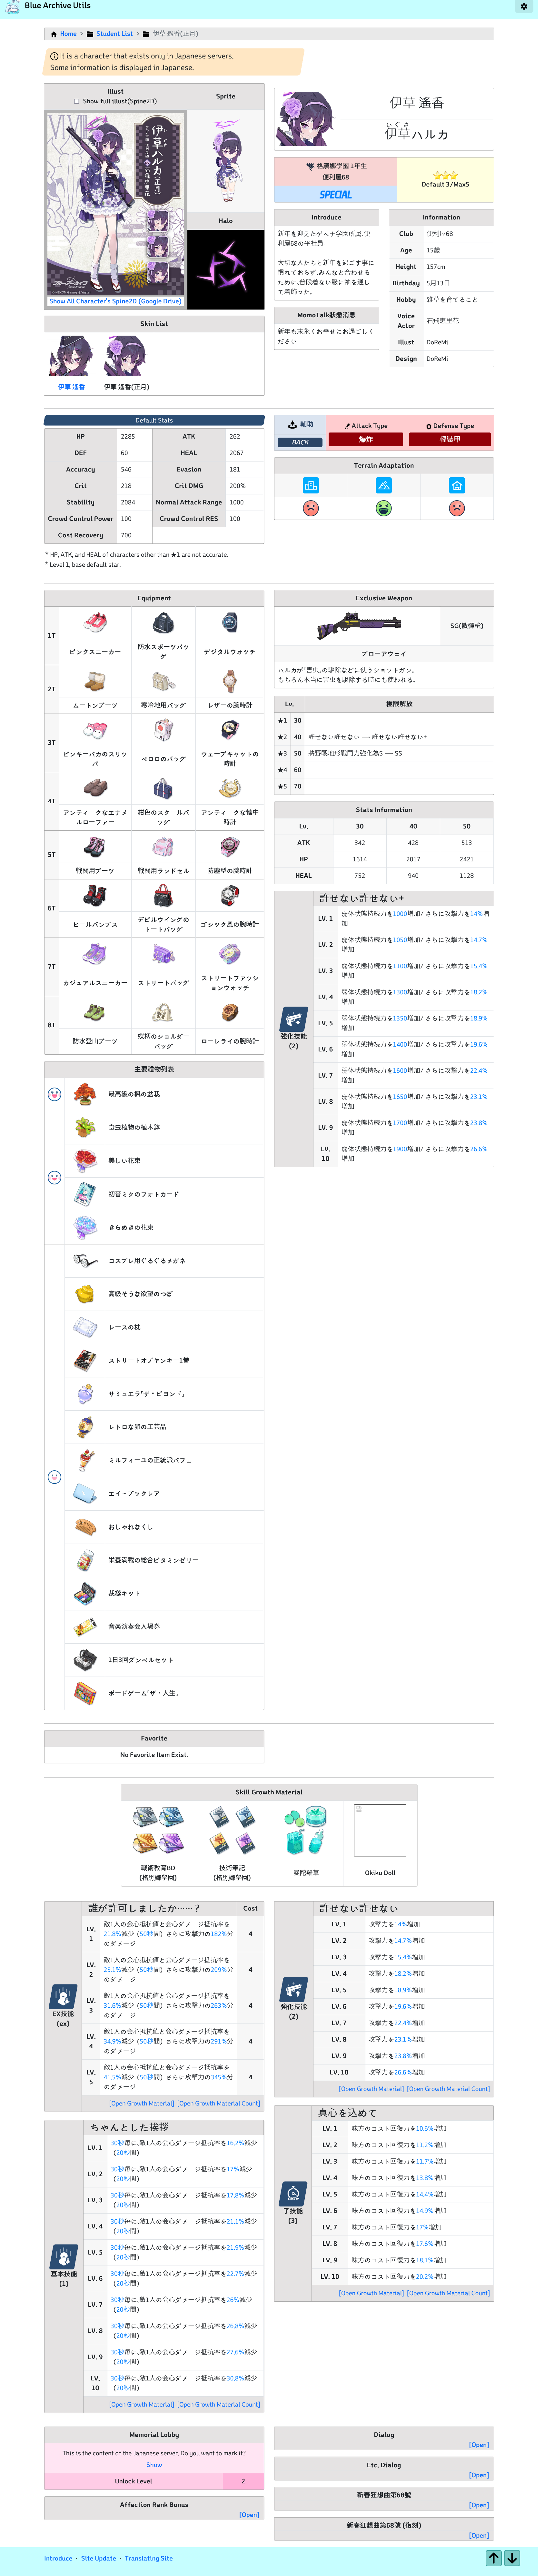 Blue Archive Utils
Home > Student List > 伊草 遙香(正月)
It is a character that exists only in Japanese servers.
Some information is displayed in Japanese.
Illust
Show full illust(Spine2D)
Sprite
Halo
Show All Character's Spine2D (Google Drive)
Skin List
伊草 遙香
伊草 遙香(正月)
伊草 遙香
いぐさ
伊草ハルカ
格黑娜學園 1年生
便利屋68
SPECIAL
Default 3/Max5
Introduce
新年を迎えたゲヘナ学園所属、便
利屋68の平社員。
大切な人たちと新年を過ごす事に
慣れておらず、みんなと合わせる
ために、普段着ない服に袖を通し
て着飾った。
MomoTalk狀態消息
新年も末永くお幸せにお過ごしく
ださい
Information
Club 便利屋68
Age 15歳
Height 157cm
Birthday 5月13日
Hobby 雑草を育てること
Voice Actor 石飛恵里花
Illust DoReMi
Design DoReMi
Default Stats
HP 2285 ATK 262
DEF 60 HEAL 2067
Accuracy 546 Evasion 181
Crit 218 Crit DMG 200%
Stability 2084 Normal Attack Range 1000
Crowd Control Power 100 Crowd Control RES 100
Cost Recovery 700
* HP, ATK, and HEAL of characters other than ★1 are not accurate.
* Level 1, base default star.
輔助
BACK
Attack Type
爆炸
Defense Type
輕裝甲
Terrain Adaptation
Equipment
1T ピンクスニーカー 防水スポーツバッグ デジタルウォッチ
2T ムートンブーツ 寒冷地用バッグ レザーの腕時計
3T ピンキーパカのスリッパ ペロロのバッグ ウェーブキャットの時計
4T アンティークなエナメルローファー 紺色のスクールバッグ アンティークな懐中時計
5T 戦闘用ブーツ 戦闘用ランドセル 防塵型の腕時計
6T ヒールパンプス デビルウイングのトートバッグ ゴシック風の腕時計
7T カジュアルスニーカー ストリートバッグ ストリートファッションウォッチ
8T 防水登山ブーツ 蝶柄のショルダーバッグ ローレライの腕時計
Exclusive Weapon
SG(散彈槍)
ブローアウェイ
ハルカが「害虫」の駆除などに使うショットガン。
もちろん本当に害虫を駆除する時にも使われる。
Lv. 極限解放
★1 30
★2 40 許せない許せない ⟶ 許せない許せない+
★3 50 將野戰地形戰鬥力強化為S ⟶ SS
★4 60
★5 70
Stats Information
Lv. 30 40 50
ATK 342 428 513
HP 1614 2017 2421
HEAL 752 940 1128
強化技能
(2)
許せない許せない+
LV. 1 弱体状態持続力を1000増加/ さらに攻撃力を14%増加
LV. 2 弱体状態持続力を1050増加/ さらに攻撃力を14.7%増加
LV. 3 弱体状態持続力を1100増加/ さらに攻撃力を15.4%増加
LV. 4 弱体状態持続力を1300増加/ さらに攻撃力を18.2%増加
LV. 5 弱体状態持続力を1350増加/ さらに攻撃力を18.9%増加
LV. 6 弱体状態持続力を1400増加/ さらに攻撃力を19.6%増加
LV. 7 弱体状態持続力を1600増加/ さらに攻撃力を22.4%増加
LV. 8 弱体状態持続力を1650増加/ さらに攻撃力を23.1%増加
LV. 9 弱体状態持続力を1700増加/ さらに攻撃力を23.8%増加
LV. 10 弱体状態持続力を1900増加/ さらに攻撃力を26.6%増加
主要禮物列表
最高級の楓の盆栽
食虫植物の植木鉢
美しい花束
初音ミクのフォトカード
きらめきの花束
コスプレ用ぐるぐるメガネ
高級そうな欲望のつぼ
レースの枕
ストリートオブヤンキー1巻
サミュエラ「ザ・ビヨンド」
レトロな卵の工芸品
ミルフィーユの正統派パフェ
エイ－ブックレア
おしゃれなくし
栄養満載の総合ビタミンゼリー
裁縫キット
音楽演奏会入場券
1日3回ダンベルセット
ボードゲーム「ザ・人生」
Favorite
No Favorite Item Exist.
Skill Growth Material
戰術教育BD
(格黑娜學園)
技術筆記
(格黑娜學園)
曼陀羅草
Okiku Doll
EX技能
(ex)
誰が許可しましたか……？ Cost
LV. 1 敵1人の会心抵抗値と会心ダメージ抵抗率を21.8%減少 (50秒間) さらに攻撃力の182%分のダメージ 4
LV. 2 敵1人の会心抵抗値と会心ダメージ抵抗率を25.1%減少 (50秒間) さらに攻撃力の209%分のダメージ 4
LV. 3 敵1人の会心抵抗値と会心ダメージ抵抗率を31.6%減少 (50秒間) さらに攻撃力の263%分のダメージ 4
LV. 4 敵1人の会心抵抗値と会心ダメージ抵抗率を34.9%減少 (50秒間) さらに攻撃力の291%分のダメージ 4
LV. 5 敵1人の会心抵抗値と会心ダメージ抵抗率を41.5%減少 (50秒間) さらに攻撃力の345%分のダメージ 4
[Open Growth Material] [Open Growth Material Count]
基本技能
(1)
ちゃんとした挨拶
LV. 1 30秒毎に、敵1人の会心ダメージ抵抗率を16.2%減少 (20秒間)
LV. 2 30秒毎に、敵1人の会心ダメージ抵抗率を17%減少 (20秒間)
LV. 3 30秒毎に、敵1人の会心ダメージ抵抗率を17.8%減少 (20秒間)
LV. 4 30秒毎に、敵1人の会心ダメージ抵抗率を21.1%減少 (20秒間)
LV. 5 30秒毎に、敵1人の会心ダメージ抵抗率を21.9%減少 (20秒間)
LV. 6 30秒毎に、敵1人の会心ダメージ抵抗率を22.7%減少 (20秒間)
LV. 7 30秒毎に、敵1人の会心ダメージ抵抗率を26%減少 (20秒間)
LV. 8 30秒毎に、敵1人の会心ダメージ抵抗率を26.8%減少 (20秒間)
LV. 9 30秒毎に、敵1人の会心ダメージ抵抗率を27.6%減少 (20秒間)
LV. 10 30秒毎に、敵1人の会心ダメージ抵抗率を30.8%減少 (20秒間)
[Open Growth Material] [Open Growth Material Count]
強化技能
(2)
許せない許せない
LV. 1 攻撃力を14%増加
LV. 2 攻撃力を14.7%増加
LV. 3 攻撃力を15.4%増加
LV. 4 攻撃力を18.2%増加
LV. 5 攻撃力を18.9%増加
LV. 6 攻撃力を19.6%増加
LV. 7 攻撃力を22.4%増加
LV. 8 攻撃力を23.1%増加
LV. 9 攻撃力を23.8%増加
LV. 10 攻撃力を26.6%増加
[Open Growth Material] [Open Growth Material Count]
子技能
(3)
真心を込めて
LV. 1 味方のコスト回復力を10.6%増加
LV. 2 味方のコスト回復力を11.2%増加
LV. 3 味方のコスト回復力を11.7%増加
LV. 4 味方のコスト回復力を13.8%増加
LV. 5 味方のコスト回復力を14.4%増加
LV. 6 味方のコスト回復力を14.9%増加
LV. 7 味方のコスト回復力を17%増加
LV. 8 味方のコスト回復力を17.6%増加
LV. 9 味方のコスト回復力を18.1%増加
LV. 10 味方のコスト回復力を20.2%増加
[Open Growth Material] [Open Growth Material Count]
Memorial Lobby
This is the content of the Japanese server. Do you want to mark it?
Show
Unlock Level 2
Affection Rank Bonus
[Open]
Dialog
[Open]
Etc. Dialog
[Open]
新春狂想曲第68號
[Open]
新春狂想曲第68號 (復刻)
[Open]
Introduce · Site Update · Translating Site